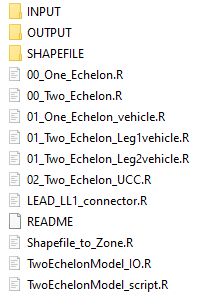 INPUT
OUTPUT
SHAPEFILE
00_One_Echelon.R
00_Two_Echelon.R
01_One_Echelon_vehicle.R
01_Two_Echelon_Leg1vehicle.R
01_Two_Echelon_Leg2vehicle.R
02_Two_Echelon_UCC.R
LEAD_LL1_connector.R
README
Shapefile_to_Zone.R
TwoEchelonModel_IO.R
TwoEchelonModel_script.R